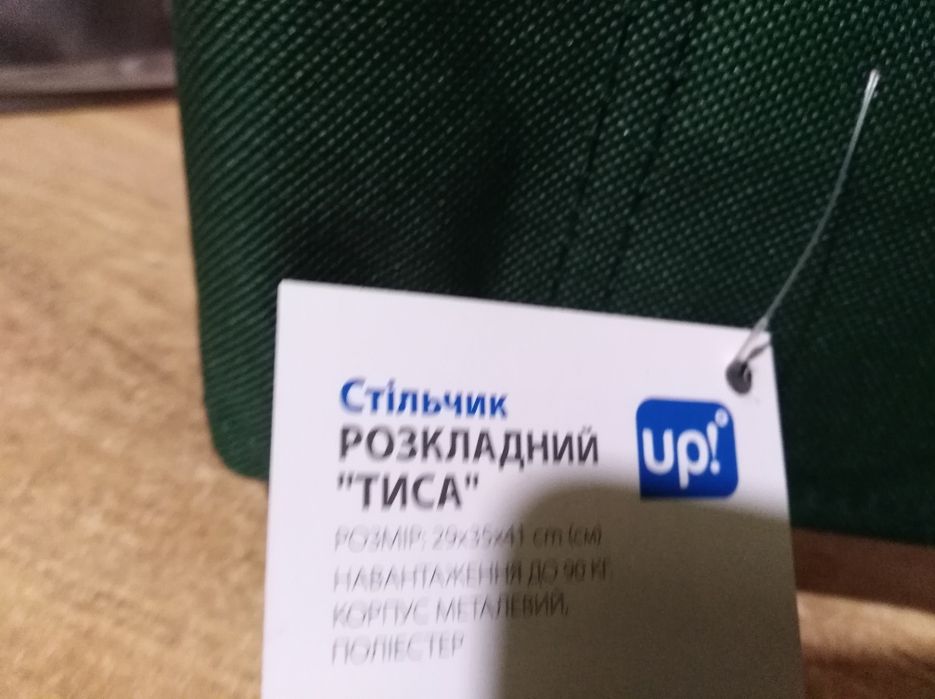 Стільчик
РОЗКЛАДНИЙ
"ТИСА"
up!
РОЗМІР: 29x35x41 cm (см)
НАВАНТАЖЕННЯ ДО 90 КГ,
КОРПУС МЕТАЛЕВИЙ,
ПОЛІЕСТЕР